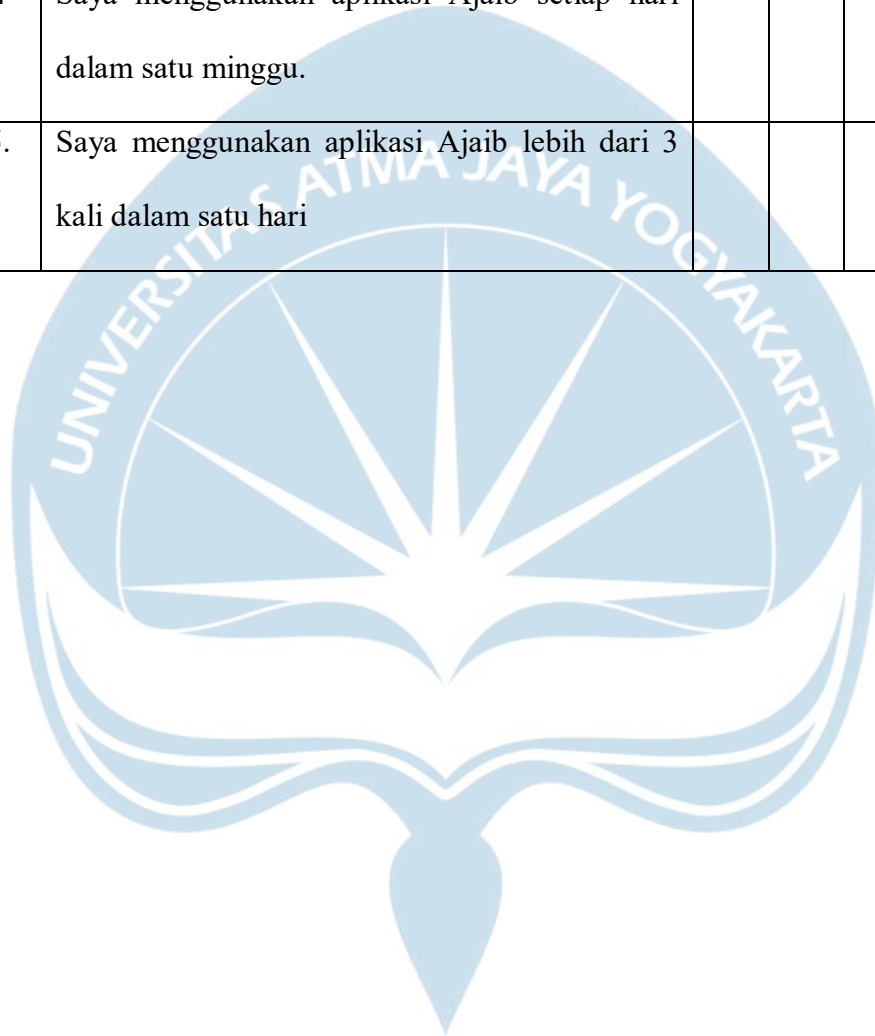 Saya menggunakan aplikasi Ajaib setiap hari
dalam satu minggu.
Saya menggunakan aplikasi Ajaib lebih dari 3
kali dalam satu hari
UNIVERSITAS ATMA JAYA YOGYAKARTA